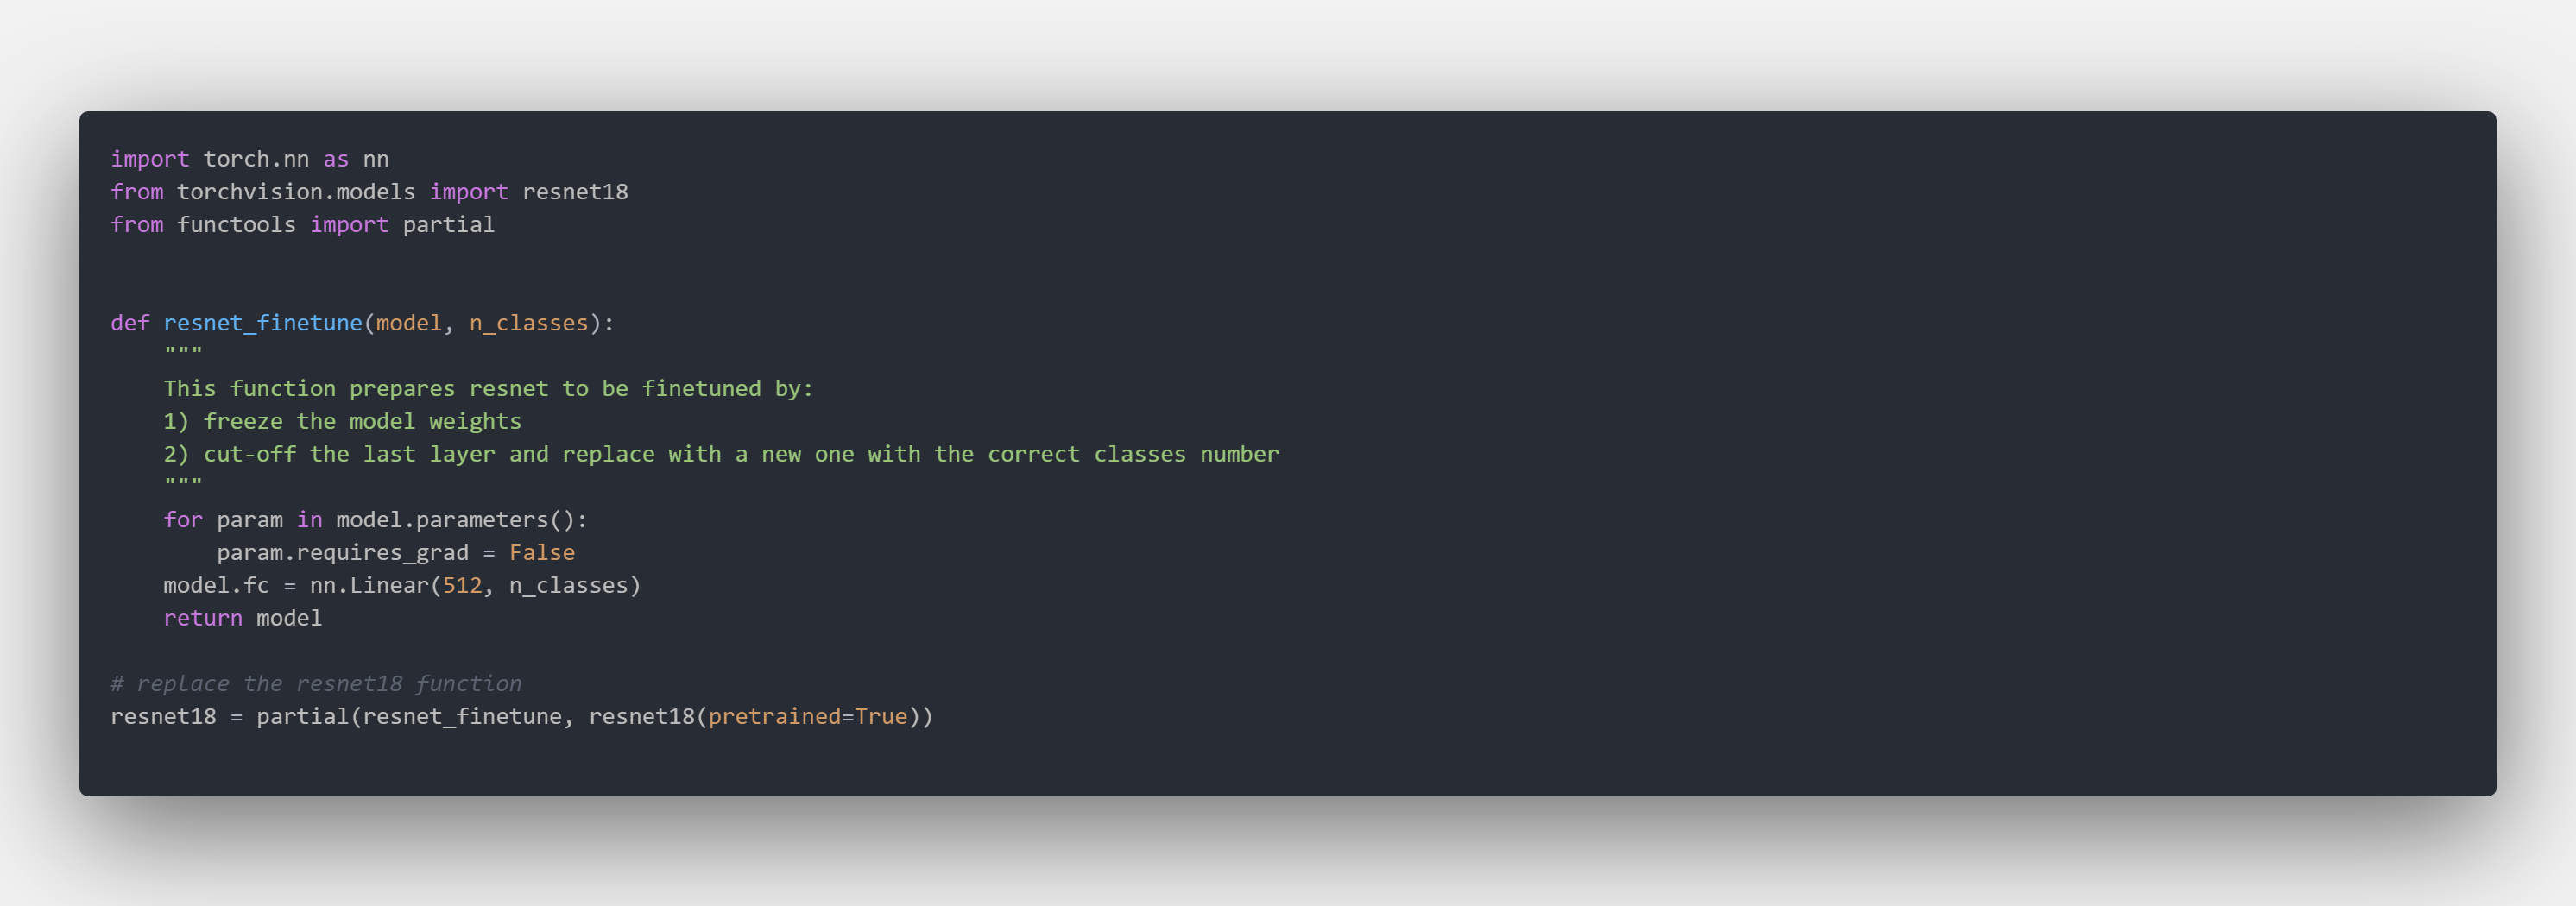 import torch.nn as nn
from torchvision.models import resnet18
from functools import partial
def resnet_finetune(model, n_classes):
    """
    This function prepares resnet to be finetuned by:
    1) freeze the model weights
    2) cut-off the last layer and replace with a new one with the correct classes number
    """
    for param in model.parameters():
        param.requires_grad = False
    model.fc = nn.Linear(512, n_classes)
    return model
# replace the resnet18 function
resnet18 = partial(resnet_finetune, resnet18(pretrained=True))